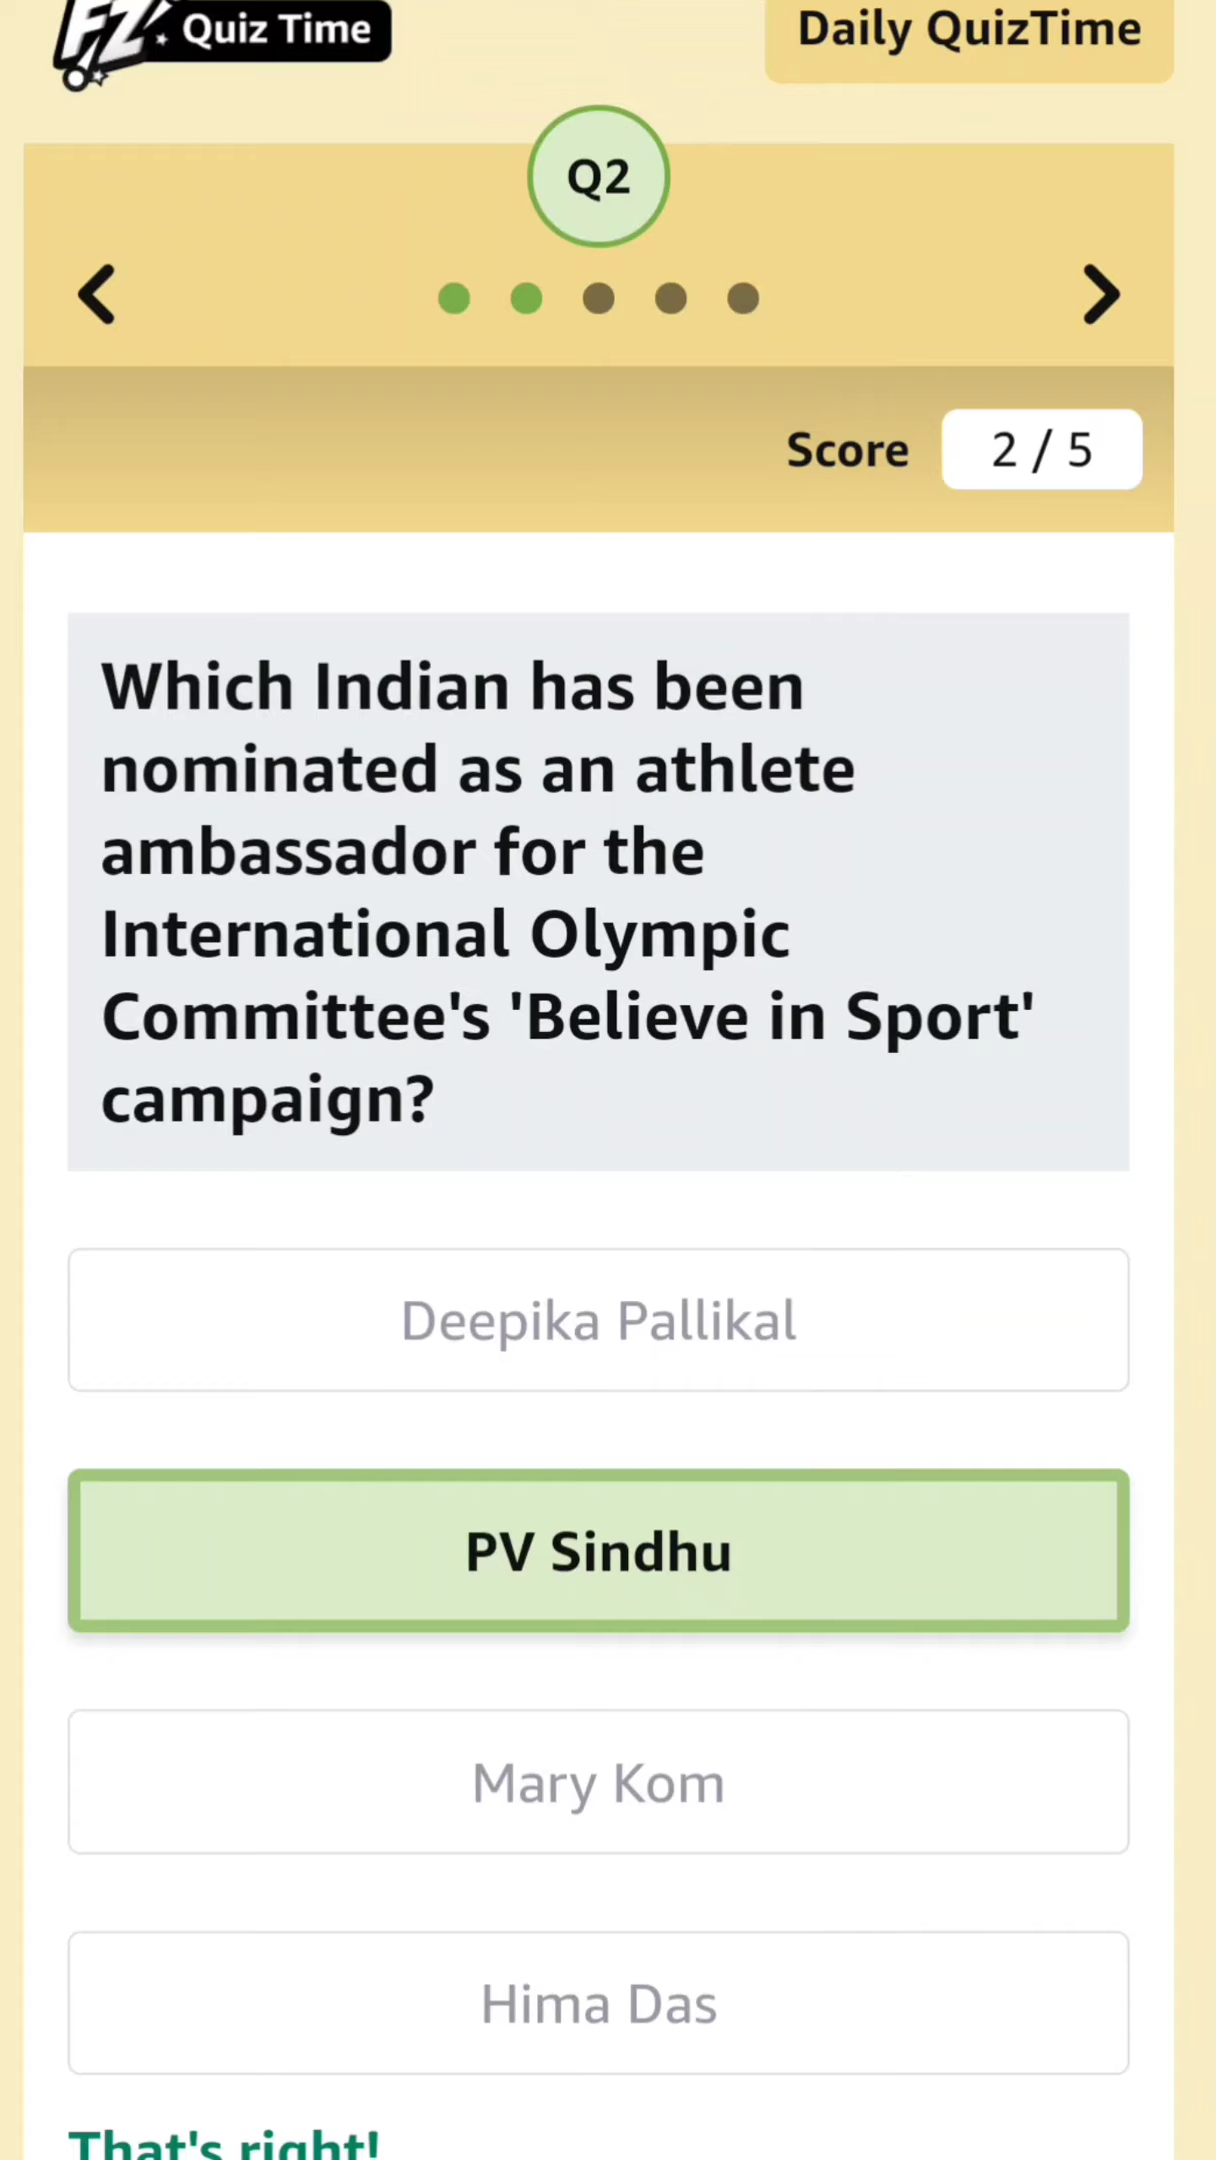 FZ Quiz Time
Daily QuizTime
Q2
Score 2 / 5
Which Indian has been
nominated as an athlete
ambassador for the
International Olympic
Committee's 'Believe in Sport'
campaign?
Deepika Pallikal
PV Sindhu
Mary Kom
Hima Das
That's right!